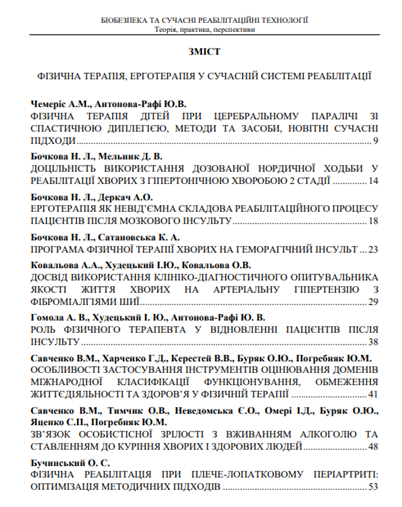 БІОБЕЗПЕКА ТА СУЧАСНІ РЕАБІЛІТАЦІЙНІ ТЕХНОЛОГІЇ
Теорія, практика, перспективи
ЗМІСТ
ФІЗИЧНА ТЕРАПІЯ, ЕРГОТЕРАПІЯ У СУЧАСНІЙ СИСТЕМІ РЕАБІЛІТАЦІЇ
Чемеріс А.М., Антонова-Рафі Ю.В.
ФІЗИЧНА ТЕРАПІЯ ДІТЕЙ ПРИ ЦЕРЕБРАЛЬНОМУ ПАРАЛІЧІ ЗІ
СПАСТИЧНОЮ ДИПЛЕГІЄЮ, МЕТОДИ ТА ЗАСОБИ, НОВІТНІ СУЧАСНІ
ПІДХОДИ....................................................................................................... 9
Бочкова Н. Л., Мельник Д. В.
ДОЦІЛЬНІСТЬ ВИКОРИСТАННЯ ДОЗОВАНОЇ НОРДИЧНОЇ ХОДЬБИ У
РЕАБІЛІТАЦІЇ ХВОРИХ З ГІПЕРТОНІЧНОЮ ХВОРОБОЮ 2 СТАДІЇ ............. 14
Бочкова Н. Л., Деркач А.О.
ЕРГОТЕРАПІЯ ЯК НЕВІД’ЄМНА СКЛАДОВА РЕАБІЛІТАЦІЙНОГО ПРОЦЕСУ
ПАЦІЄНТІВ ПІСЛЯ МОЗКОВОГО ІНСУЛЬТУ................................................ 18
Бочкова Н. Л., Сатановська К. А.
ПРОГРАМА ФІЗИЧНОЇ ТЕРАПІЇ ХВОРИХ НА ГЕМОРАГІЧНИЙ ІНСУЛЬТ ... 23
Ковальова А.А., Худецький І.Ю., Ковальова О.В.
ДОСВІД ВИКОРИСТАННЯ КЛІНІКО-ДІАГНОСТИЧНОГО ОПИТУВАЛЬНИКА
ЯКОСТІ ЖИТТЯ ХВОРИХ НА АРТЕРІАЛЬНУ ГІПЕРТЕНЗІЮ З
ФІБРОМІАЛГІЯМИ ШИЇ.................................................................................. 29
Гомола А. В., Худецький І. Ю., Антонова-Рафі Ю. В.
РОЛЬ ФІЗИЧНОГО ТЕРАПЕВТА У ВІДНОВЛЕННІ ПАЦІЄНТІВ ПІСЛЯ
ІНСУЛЬТУ ...................................................................................................... 38
Савченко В.М., Харченко Г.Д., Керестей В.В., Буряк О.Ю., Погребняк Ю.М.
ОСОБЛИВОСТІ ЗАСТОСУВАННЯ ІНСТРУМЕНТІВ ОЦІНЮВАННЯ ДОМЕНІВ
МІЖНАРОДНОЇ КЛАСИФІКАЦІЇ ФУНКЦІОНУВАННЯ, ОБМЕЖЕННЯ
ЖИТТЄДІЯЛЬНОСТІ ТА ЗДОРОВ’Я У ФІЗИЧНІЙ ТЕРАПІЇ ........................... 41
Савченко В.М., Тимчик О.В., Неведомська Є.О., Омері І.Д., Буряк О.Ю.,
Яценко С.П., Погребняк Ю.М.
ЗВ’ЯЗОК ОСОБИСТІСНОЇ ЗРІЛОСТІ З ВЖИВАННЯМ АЛКОГОЛЮ ТА
СТАВЛЕННЯМ ДО КУРІННЯ ХВОРИХ І ЗДОРОВИХ ЛЮДЕЙ....................... 48
Бучинський О. С.
ФІЗИЧНА РЕАБІЛІТАЦІЯ ПРИ ПЛЕЧЕ-ЛОПАТКОВОМУ ПЕРІАРТРИТІ:
ОПТИМІЗАЦІЯ МЕТОДИЧНИХ ПІДХОДІВ .................................................... 53